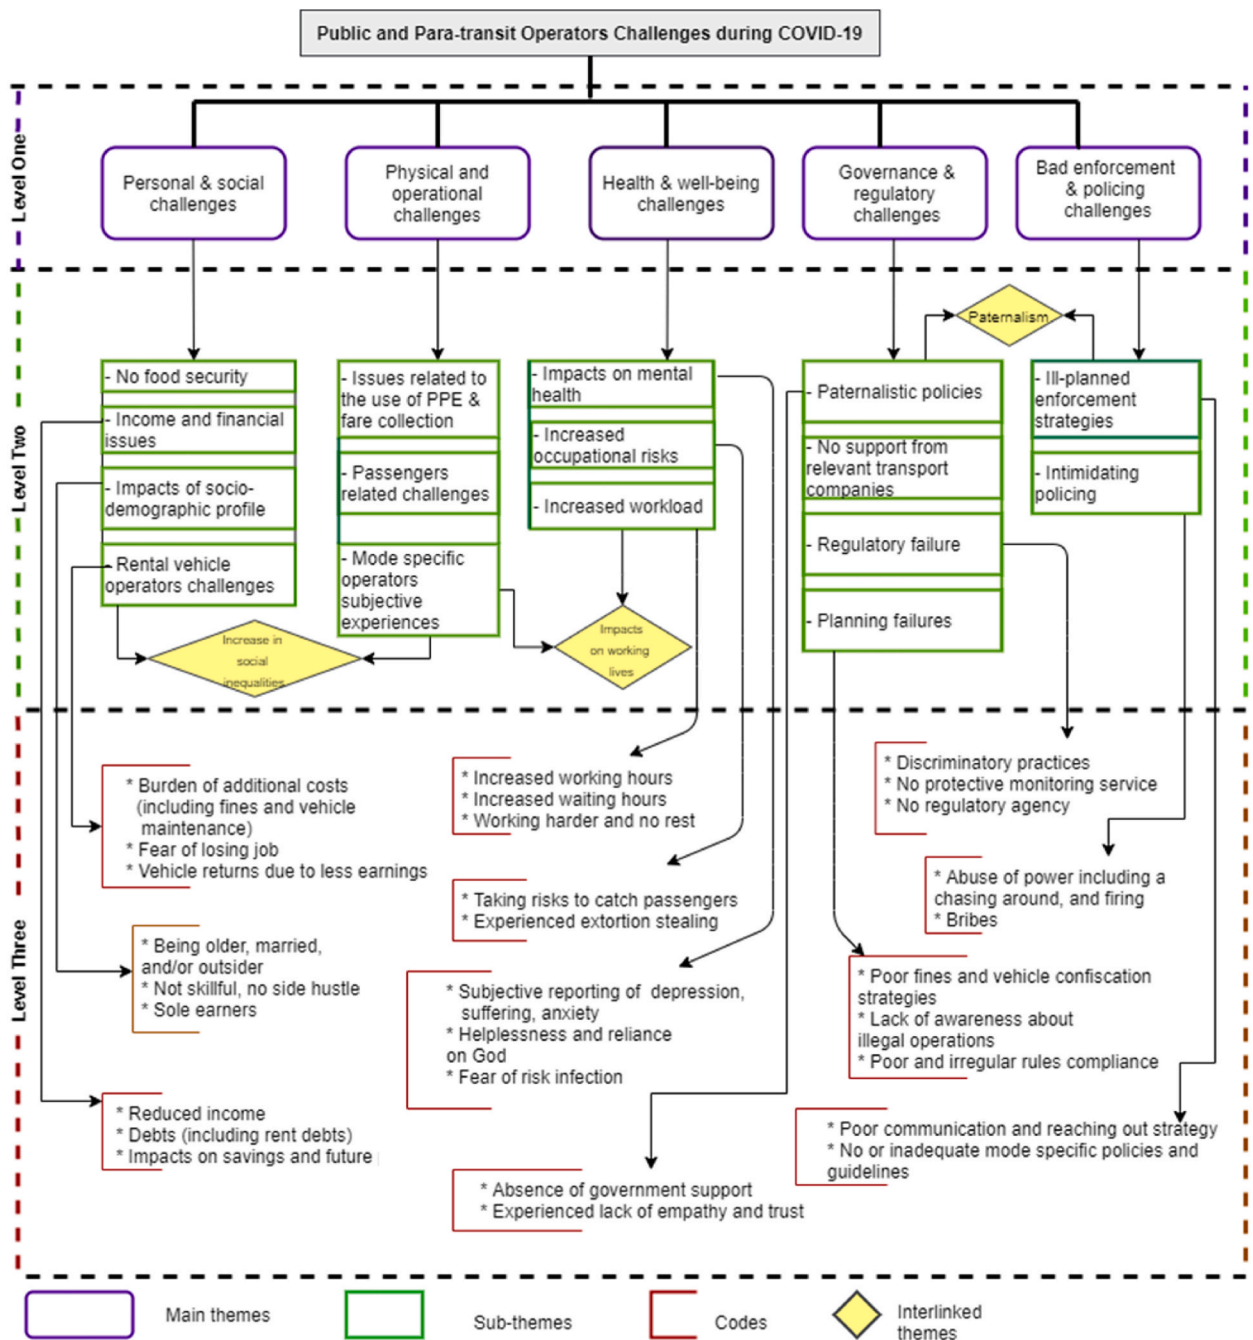 Public and Para-transit Operators Challenges during COVID-19
Level One
Personal & social
challenges
Physical and
operational
challenges
Health & well-being
challenges
Governance &
regulatory
challenges
Bad enforcement
& policing
challenges
Level Two
Paternalism
- No food security
- Income and financial
issues
- Impacts of socio-
demographic profile
- Rental vehicle
operators challenges
- Issues related to
the use of PPE &
fare collection
- Passengers
related challenges
- Mode specific
operators
subjective
experiences
- Impacts on mental
health
- Increased
occupational risks
- Increased workload
- Paternalistic policies
- No support from
relevant transport
companies
- Regulatory failure
- Planning failures
- Ill-planned
enforcement
strategies
- Intimidating
policing
Increase in
social
inequalities
Impacts
on working
lives
Level Three
* Burden of additional costs
(including fines and vehicle
maintenance)
* Fear of losing job
* Vehicle returns due to less earnings
* Being older, married,
and/or outsider
* Not skillful, no side hustle
* Sole earners
* Reduced income
* Debts (including rent debts)
* Impacts on savings and future
* Increased working hours
* Increased waiting hours
* Working harder and no rest
* Taking risks to catch passengers
* Experienced extortion stealing
* Subjective reporting of depression,
suffering, anxiety
* Helplessness and reliance
on God
* Fear of risk infection
* Absence of government support
* Experienced lack of empathy and trust
* Discriminatory practices
* No protective monitoring service
* No regulatory agency
* Abuse of power including a
chasing around, and firing
* Bribes
* Poor fines and vehicle confiscation
strategies
* Lack of awareness about
illegal operations
* Poor and irregular rules compliance
* Poor communication and reaching out strategy
* No or inadequate mode specific policies and
guidelines
Main themes
Sub-themes
Codes
Interlinked
themes